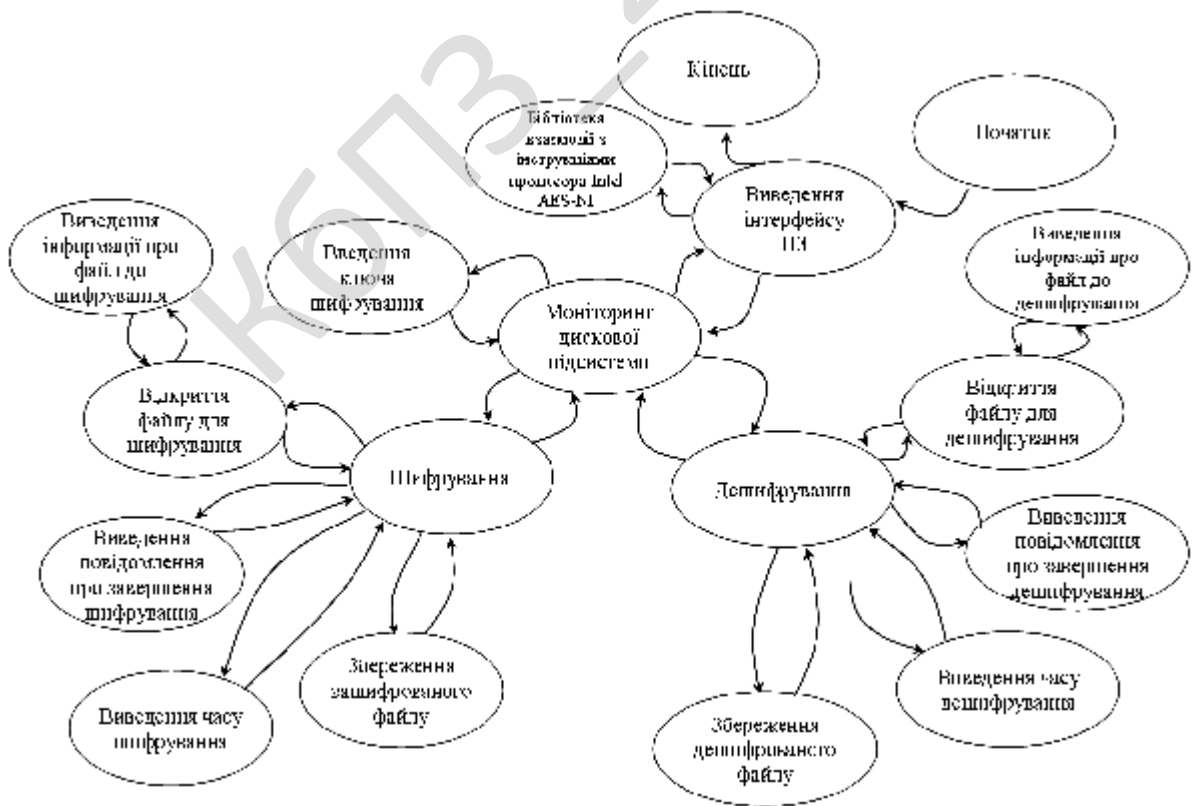 Кінець
Початок
Бібліотека
взаємодії з
інструкціями
процесора Intel
AES-NI
Виведення
інтерфейсу
ПЗ
Виведення
інформації при
файл до
шифрування
Введення
ключа
шифрування
Виведення
інформації про
файл до
дешифрування
Моніторинг
дискової
підсистеми
Відкриття
файлу для
шифрування
Відкриття
файлу для
дешифрування
Шифрування
Дешифрування
Виведення
повідомлення
про завершення
шифрування
Виведення
повідомлення
про завершення
дешифрування
Збереження
зашифрованого
файлу
Виведення часу
шифрування
Виведення часу
дешифрування
Збереження
дешифрованого
файлу
КбПЗ_